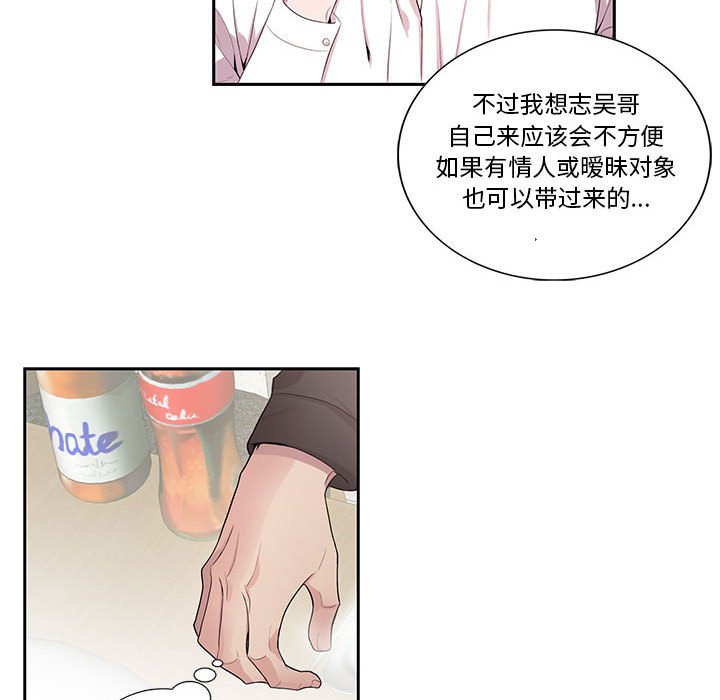 不过我想志吴哥
自己来应该会不方便
如果有情人或暧昧对象
也可以带过来的...
nate